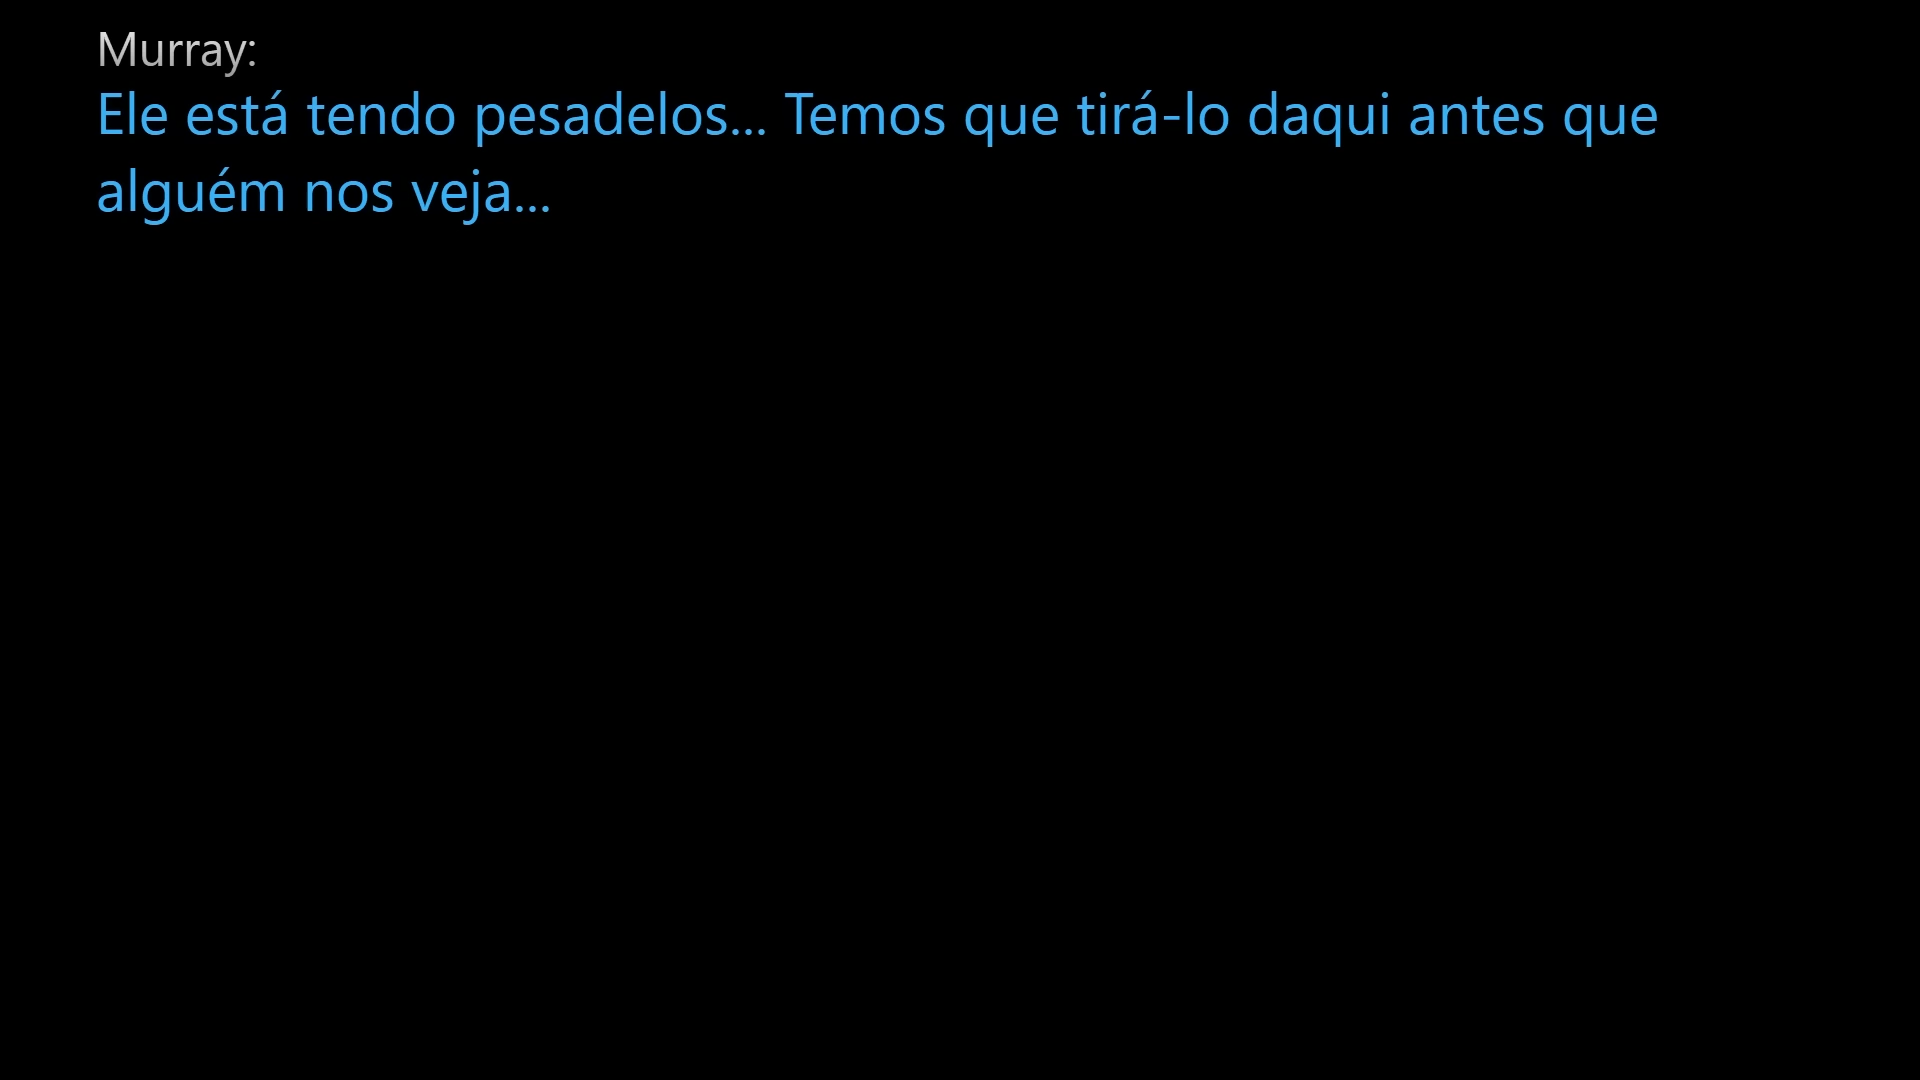 Murray:
Ele está tendo pesadelos... Temos que tirá-lo daqui antes que
alguém nos veja...